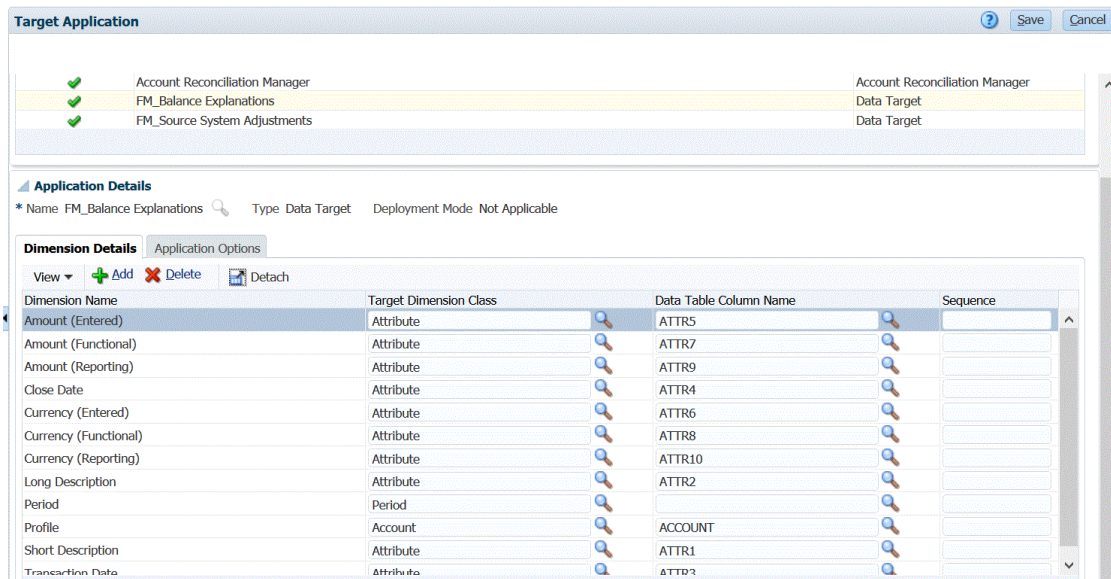 Target Application ? Save Cancel
Account Reconciliation Manager Account Reconciliation Manager
FM_Balance Explanations Data Target
FM_Source System Adjustments Data Target
Application Details
* Name FM_Balance Explanations Type Data Target Deployment Mode Not Applicable
Dimension Details Application Options
View Add Delete Detach
Dimension Name Target Dimension Class Data Table Column Name Sequence
Amount (Entered) Attribute ATTR5
Amount (Functional) Attribute ATTR7
Amount (Reporting) Attribute ATTR9
Close Date Attribute ATTR4
Currency (Entered) Attribute ATTR6
Currency (Functional) Attribute ATTR8
Currency (Reporting) Attribute ATTR10
Long Description Attribute ATTR2
Period Period
Profile Account ACCOUNT
Short Description Attribute ATTR1
Transaction Date Attribute ATTR3